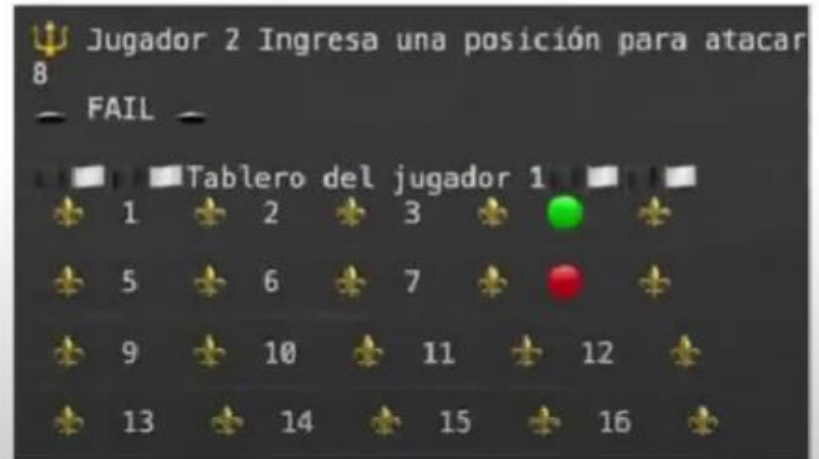 🔱 Jugador 2 Ingresa una posición para atacar
8
🕳 FAIL 🕳
🏴🏳🏴🏳Tablero del jugador 1🏴🏳🏴🏳
⚜ 1 ⚜ 2 ⚜ 3 ⚜ 🟢 ⚜
⚜ 5 ⚜ 6 ⚜ 7 ⚜ 🔴 ⚜
⚜ 9 ⚜ 10 ⚜ 11 ⚜ 12 ⚜
⚜ 13 ⚜ 14 ⚜ 15 ⚜ 16 ⚜